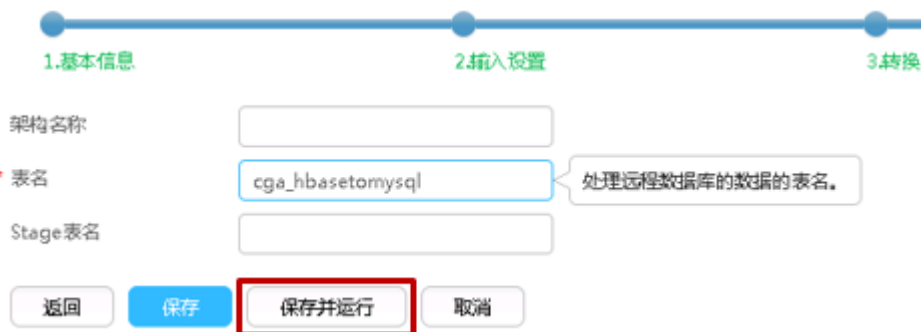 1.基本信息 2.输入设置 3.转换
架构名称
* 表名 cga_hbasetomysql 处理远程数据库的数据的表名。
Stage表名
返回 保存 保存并运行 取消